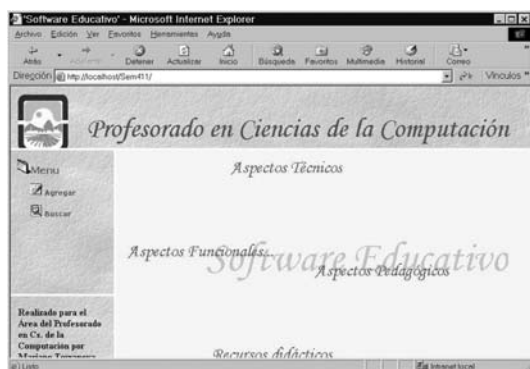 'Software Educativo' - Microsoft Internet Explorer
Archivo Edición Ver Favoritos Herramientas Ayuda
Atrás Adelante Detener Actualizar Inicio Búsqueda Favoritos Multimedia Historial Correo
Dirección http://localhost/Sem411/ Vínculos
Profesorado en Ciencias de la Computación
Menu
Agregar
Buscar
Aspectos Técnicos
Aspectos Funcionales...
Software Educativo
Aspectos Pedagógicos
Recursos didácticos
Realizado para el
Area del Profesorado
en Cs. de la
Computación por
Mariano
Listo Intranet local